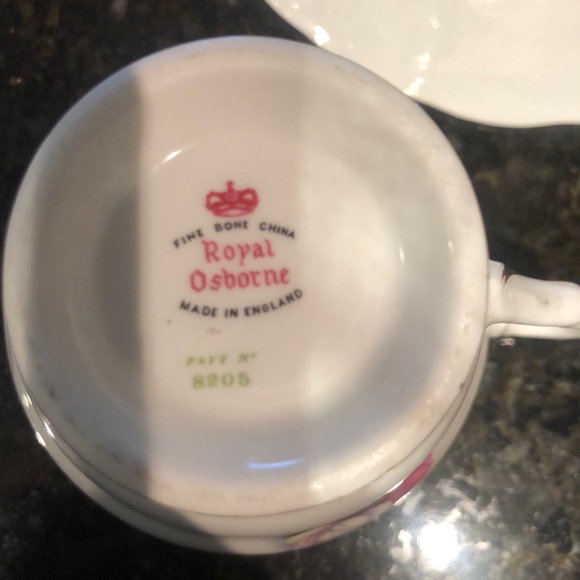 FINE BONE CHINA
Royal
Osborne
MADE IN ENGLAND
PATT Nº
8205